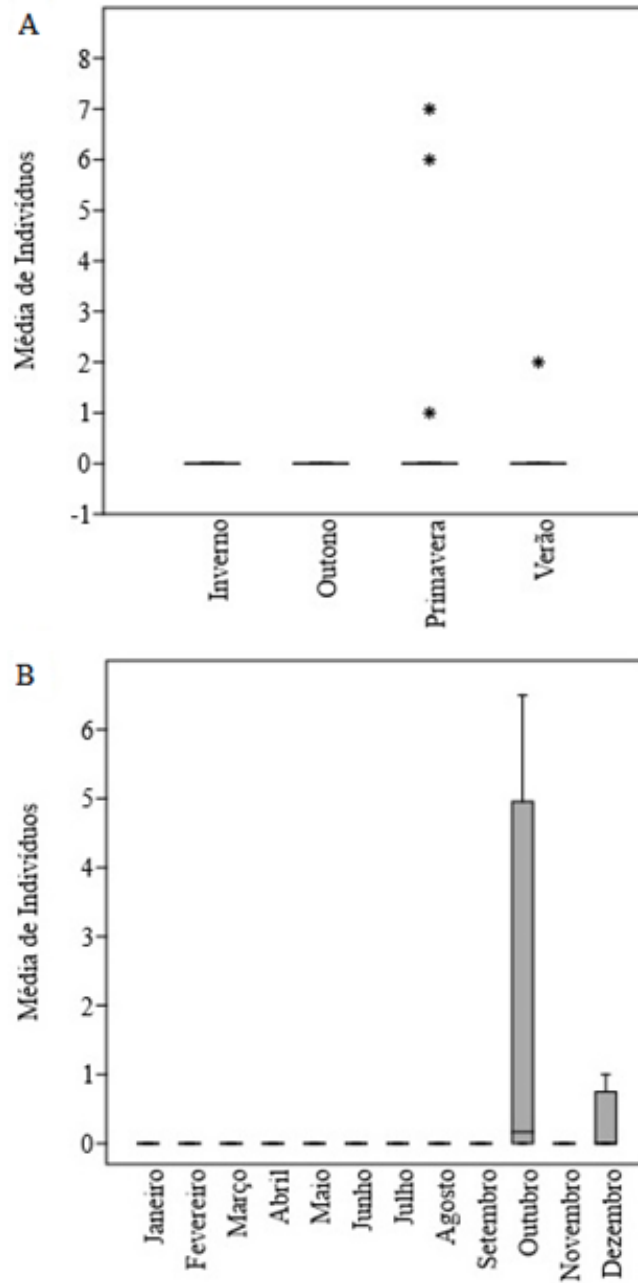 A
Média de Indivíduos
8
7
6
5
4
3
2
1
0
-1
Inverno
Outono
Primavera
Verão
B
Média de Indivíduos
6
5
4
3
2
1
0
Janeiro
Fevereiro
Março
Abril
Maio
Junho
Julho
Agosto
Setembro
Outubro
Novembro
Dezembro